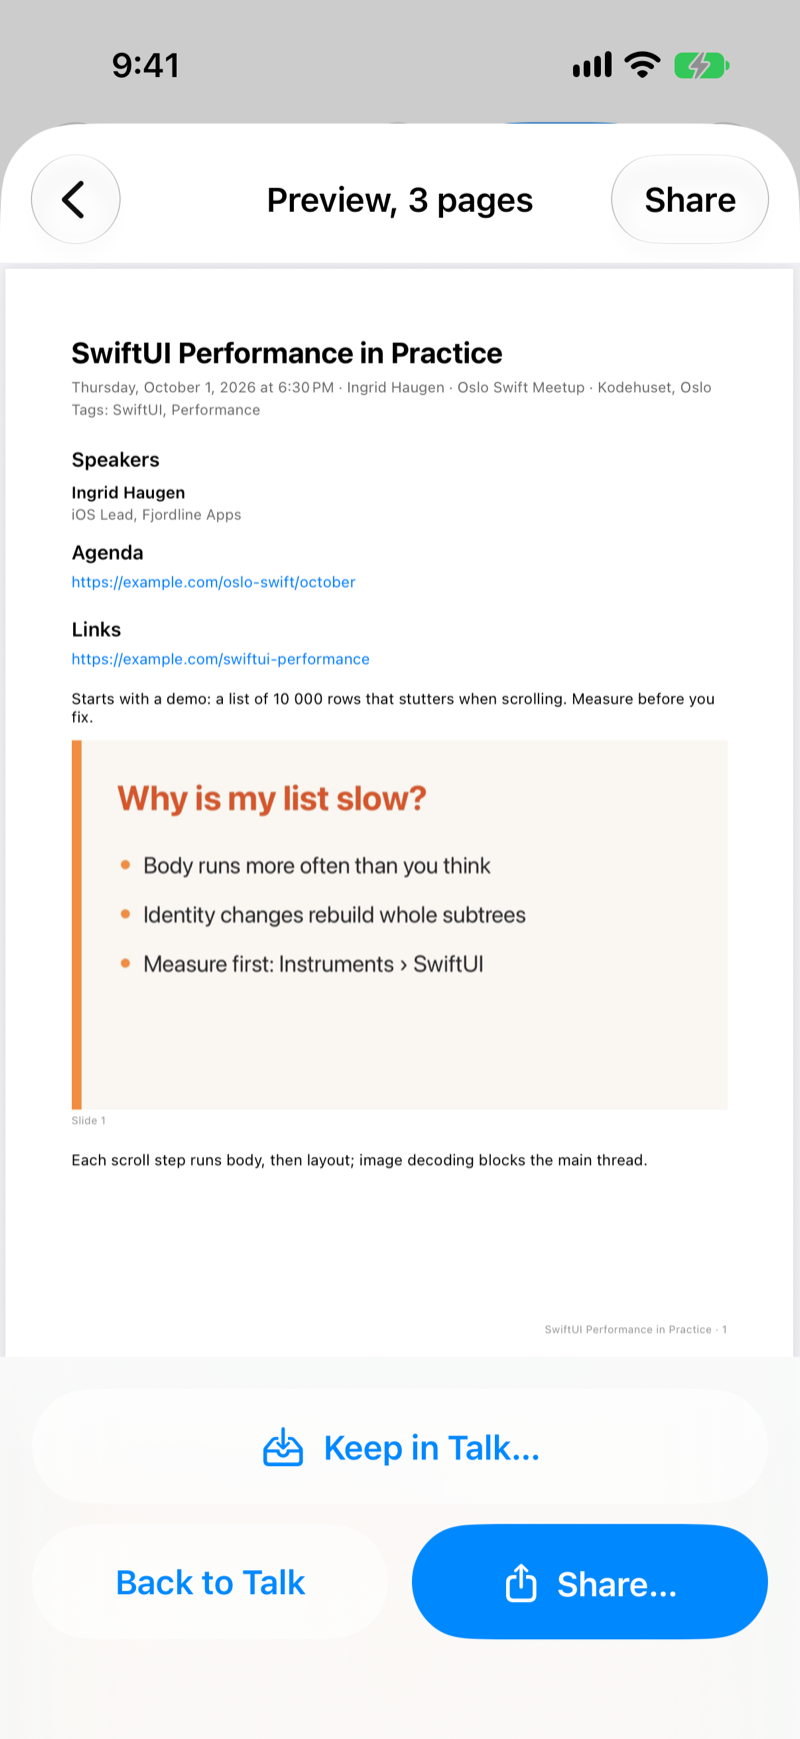 9:41
Preview, 3 pages
Share
SwiftUI Performance in Practice
Thursday, October 1, 2026 at 6:30 PM · Ingrid Haugen · Oslo Swift Meetup · Kodehuset, Oslo
Tags: SwiftUI, Performance
Speakers
Ingrid Haugen
iOS Lead, Fjordline Apps
Agenda
https://example.com/oslo-swift/october
Links
https://example.com/swiftui-performance
Starts with a demo: a list of 10 000 rows that stutters when scrolling. Measure before you
fix.
Why is my list slow?
• Body runs more often than you think
• Identity changes rebuild whole subtrees
• Measure first: Instruments › SwiftUI
Slide 1
Each scroll step runs body, then layout; image decoding blocks the main thread.
SwiftUI Performance in Practice · 1
Keep in Talk...
Back to Talk
Share...